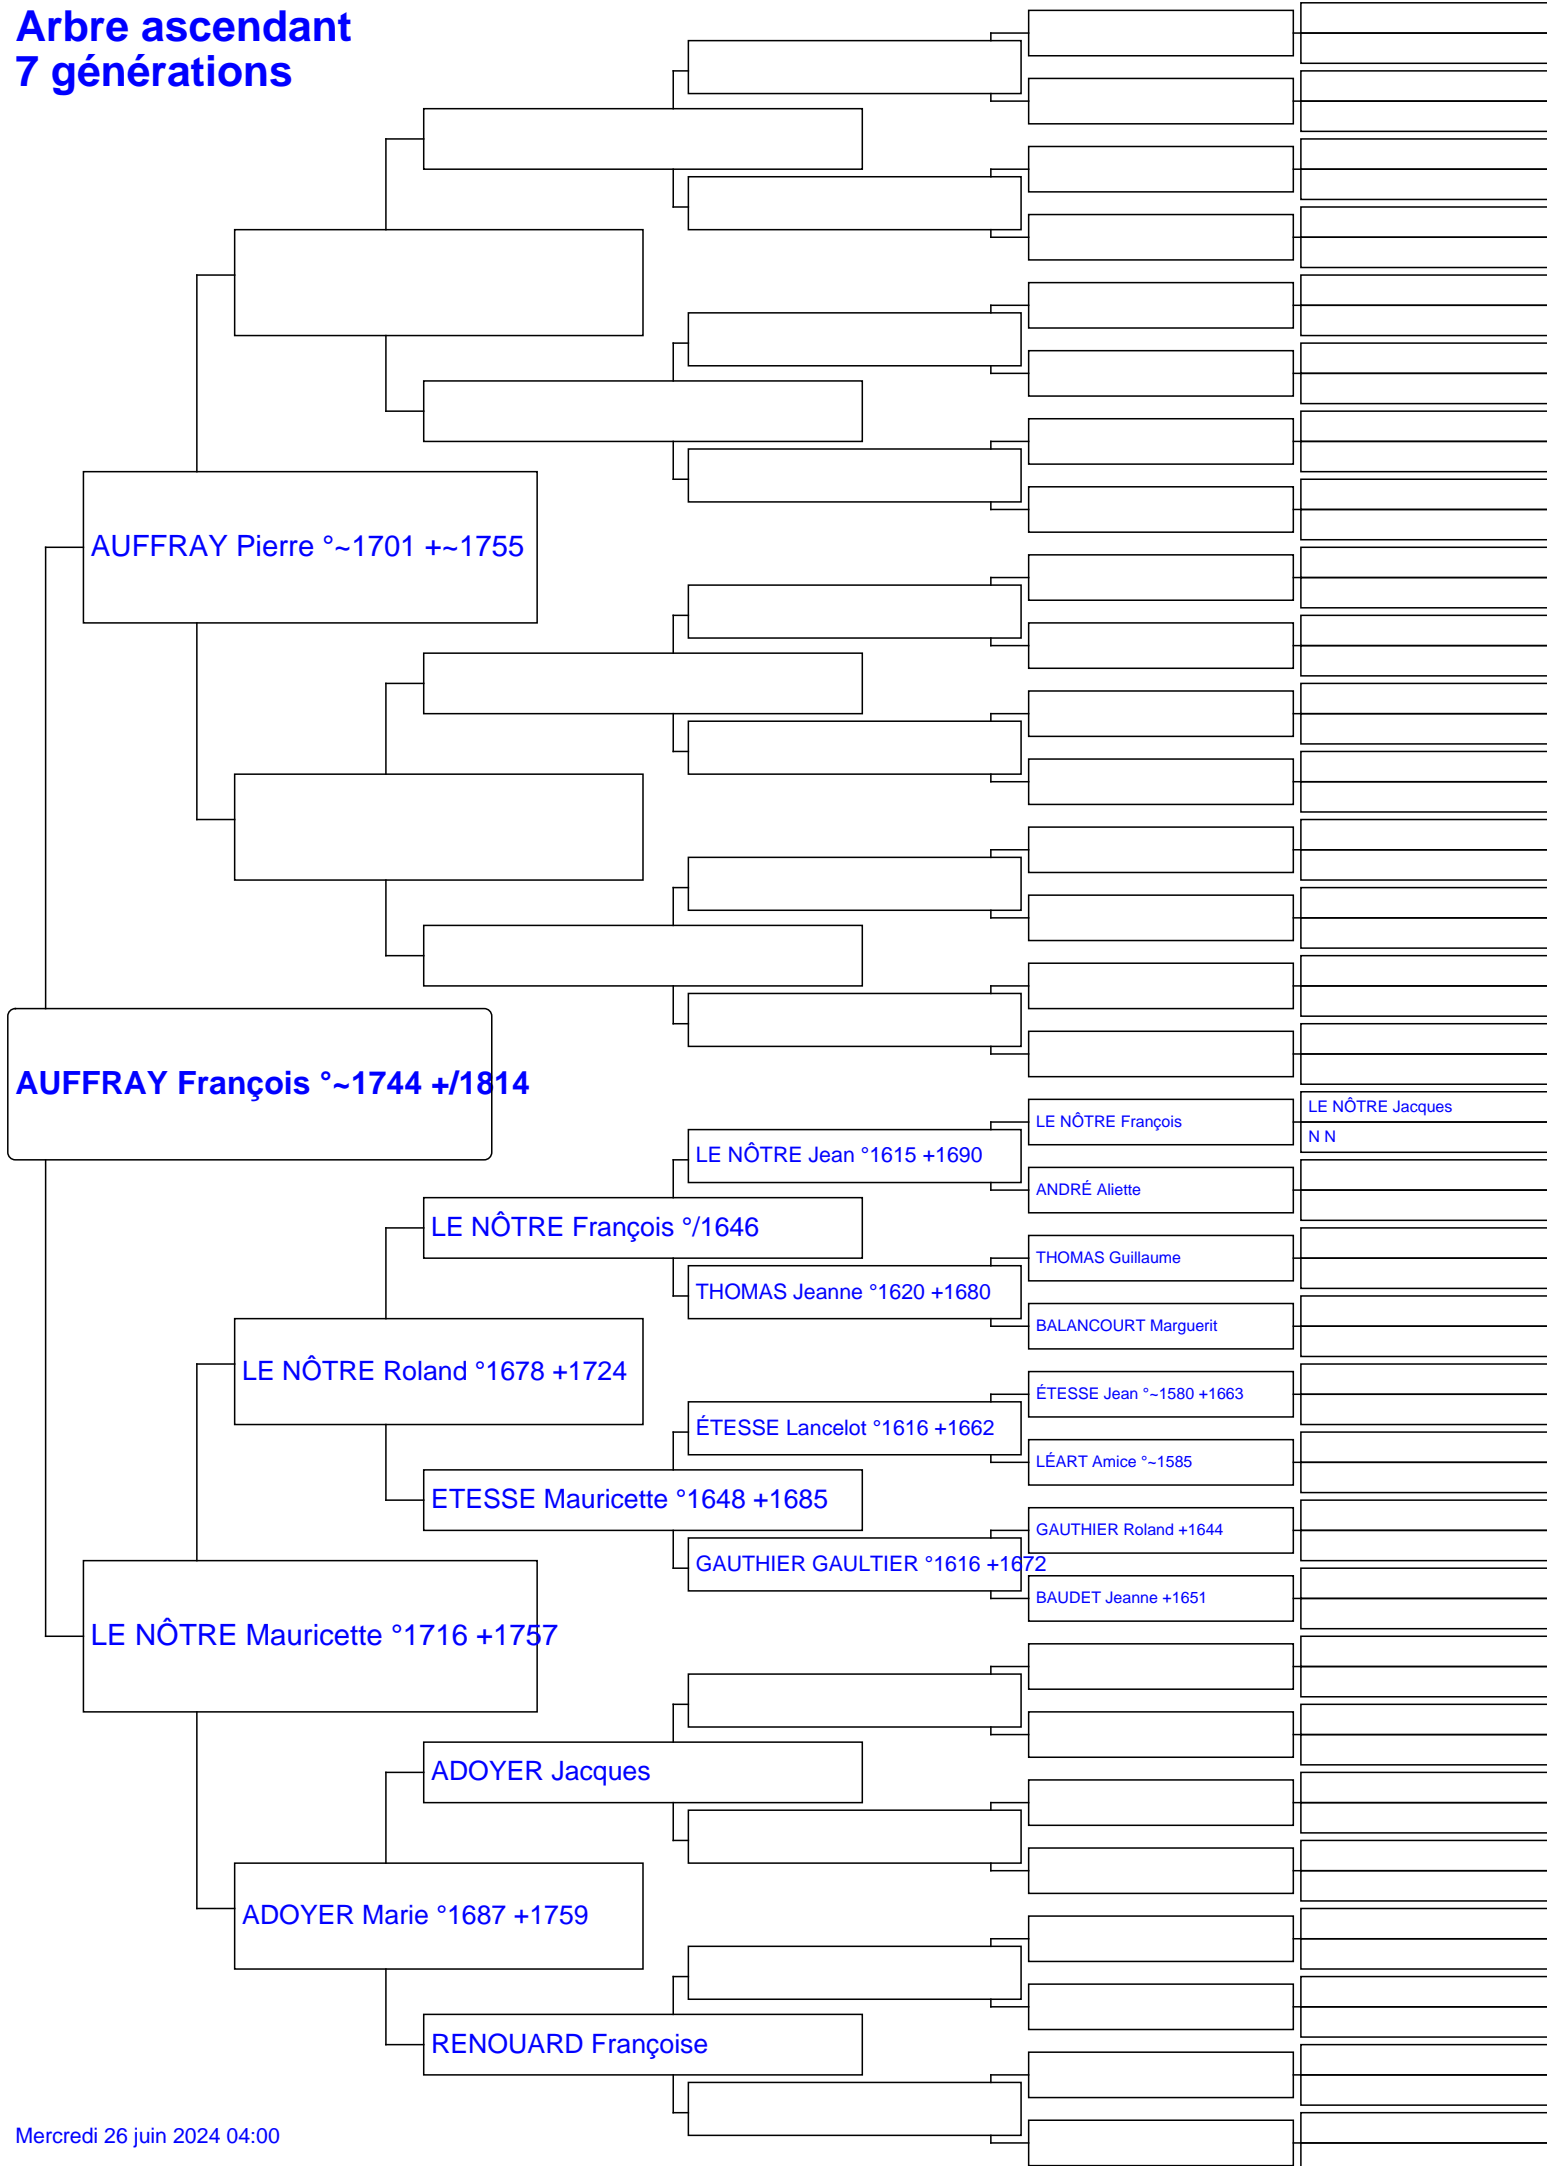 Arbre ascendant
7 générations
AUFFRAY Pierre °~1701 +~1755
AUFFRAY François °~1744 +/1814
LE NÔTRE François
LE NÔTRE Jacques
N N
LE NÔTRE Jean °1615 +1690
ANDRÉ Aliette
LE NÔTRE François °/1646
THOMAS Guillaume
THOMAS Jeanne °1620 +1680
BALANCOURT Marguerit
LE NÔTRE Roland °1678 +1724
ÉTESSE Jean °~1580 +1663
ÉTESSE Lancelot °1616 +1662
LÉART Amice °~1585
ETESSE Mauricette °1648 +1685
GAUTHIER Roland +1644
GAUTHIER GAULTIER °1616 +1672
BAUDET Jeanne +1651
LE NÔTRE Mauricette °1716 +1757
ADOYER Jacques
ADOYER Marie °1687 +1759
RENOUARD Françoise
Mercredi 26 juin 2024 04:00